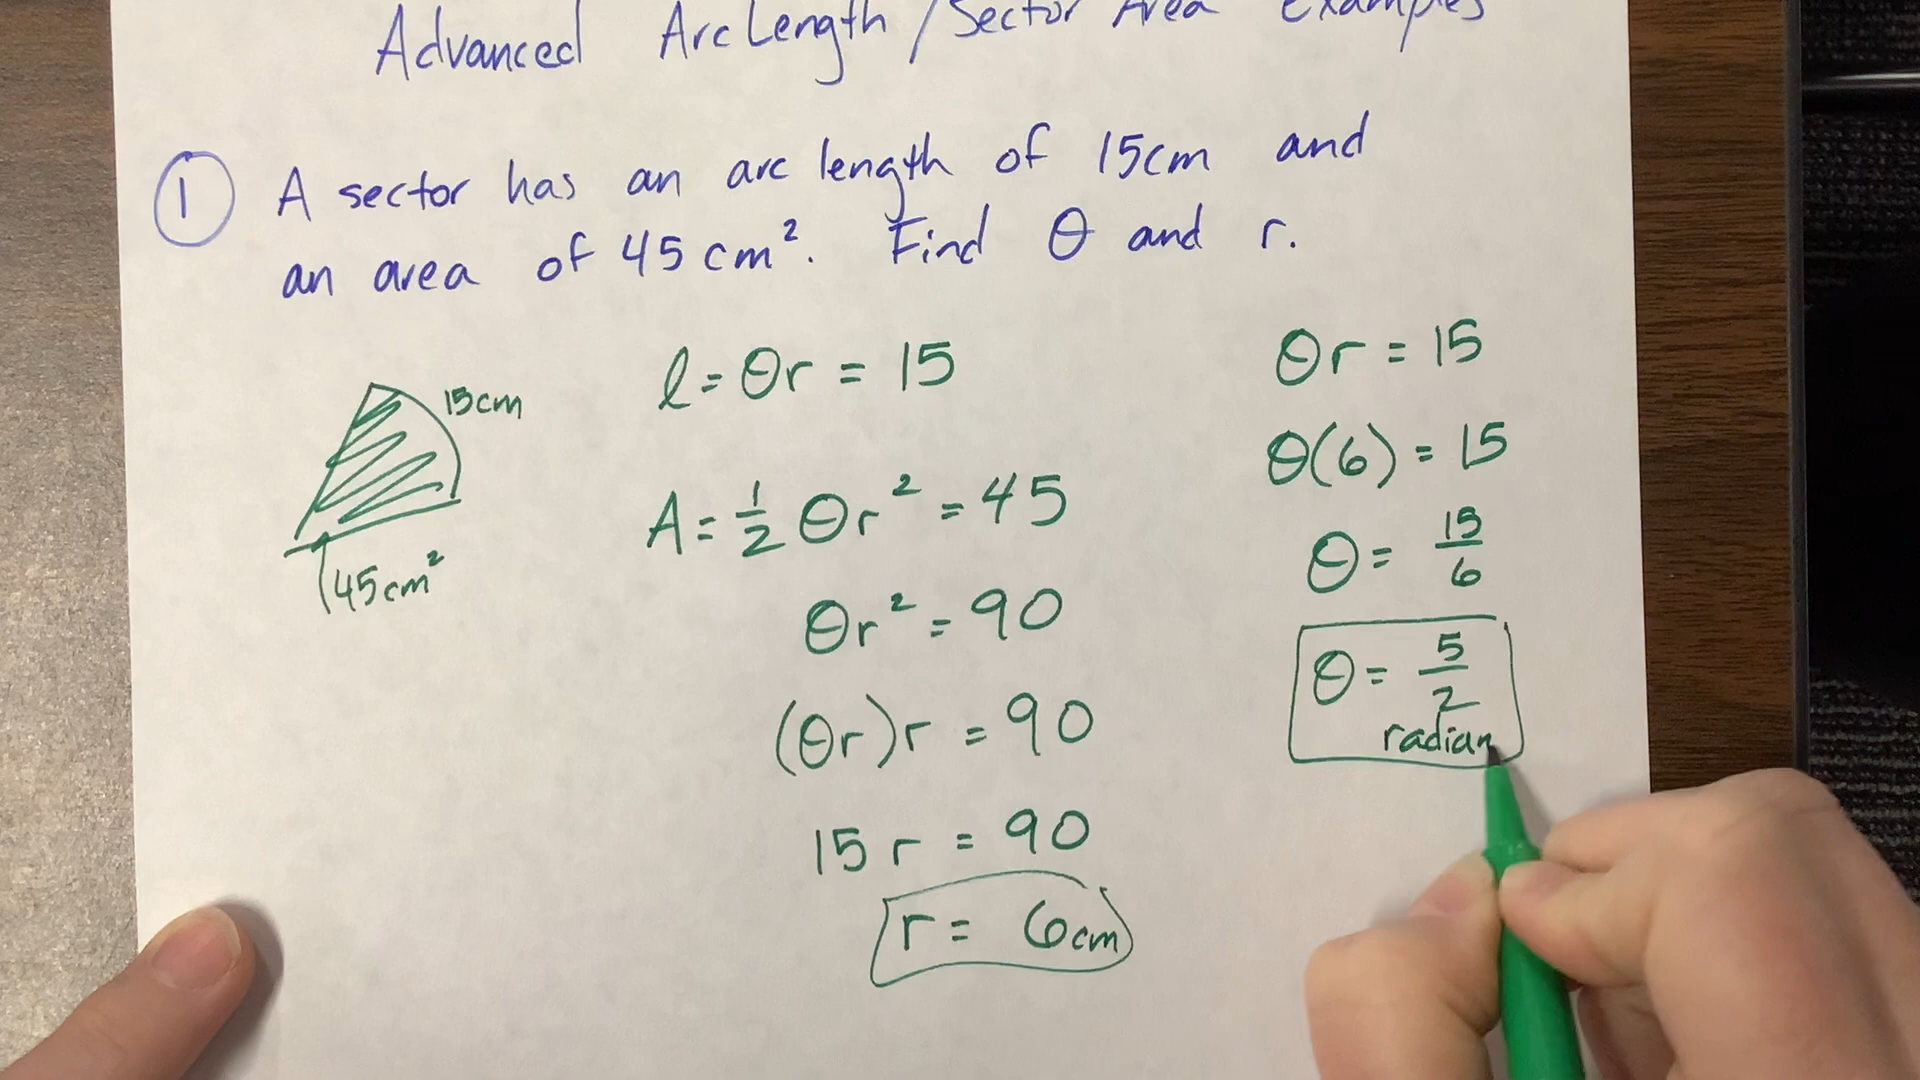 Advanced Arc Length / Sector Area Examples
① A sector has an arc length of 15cm and
an area of 45 cm². Find θ and r.
15cm
45cm²
l = θr = 15
A = 1/2 θr² = 45
θr² = 90
(θr)r = 90
15r = 90
r = 6cm
θr = 15
θ(6) = 15
θ = 15/6
θ = 5/2
radian